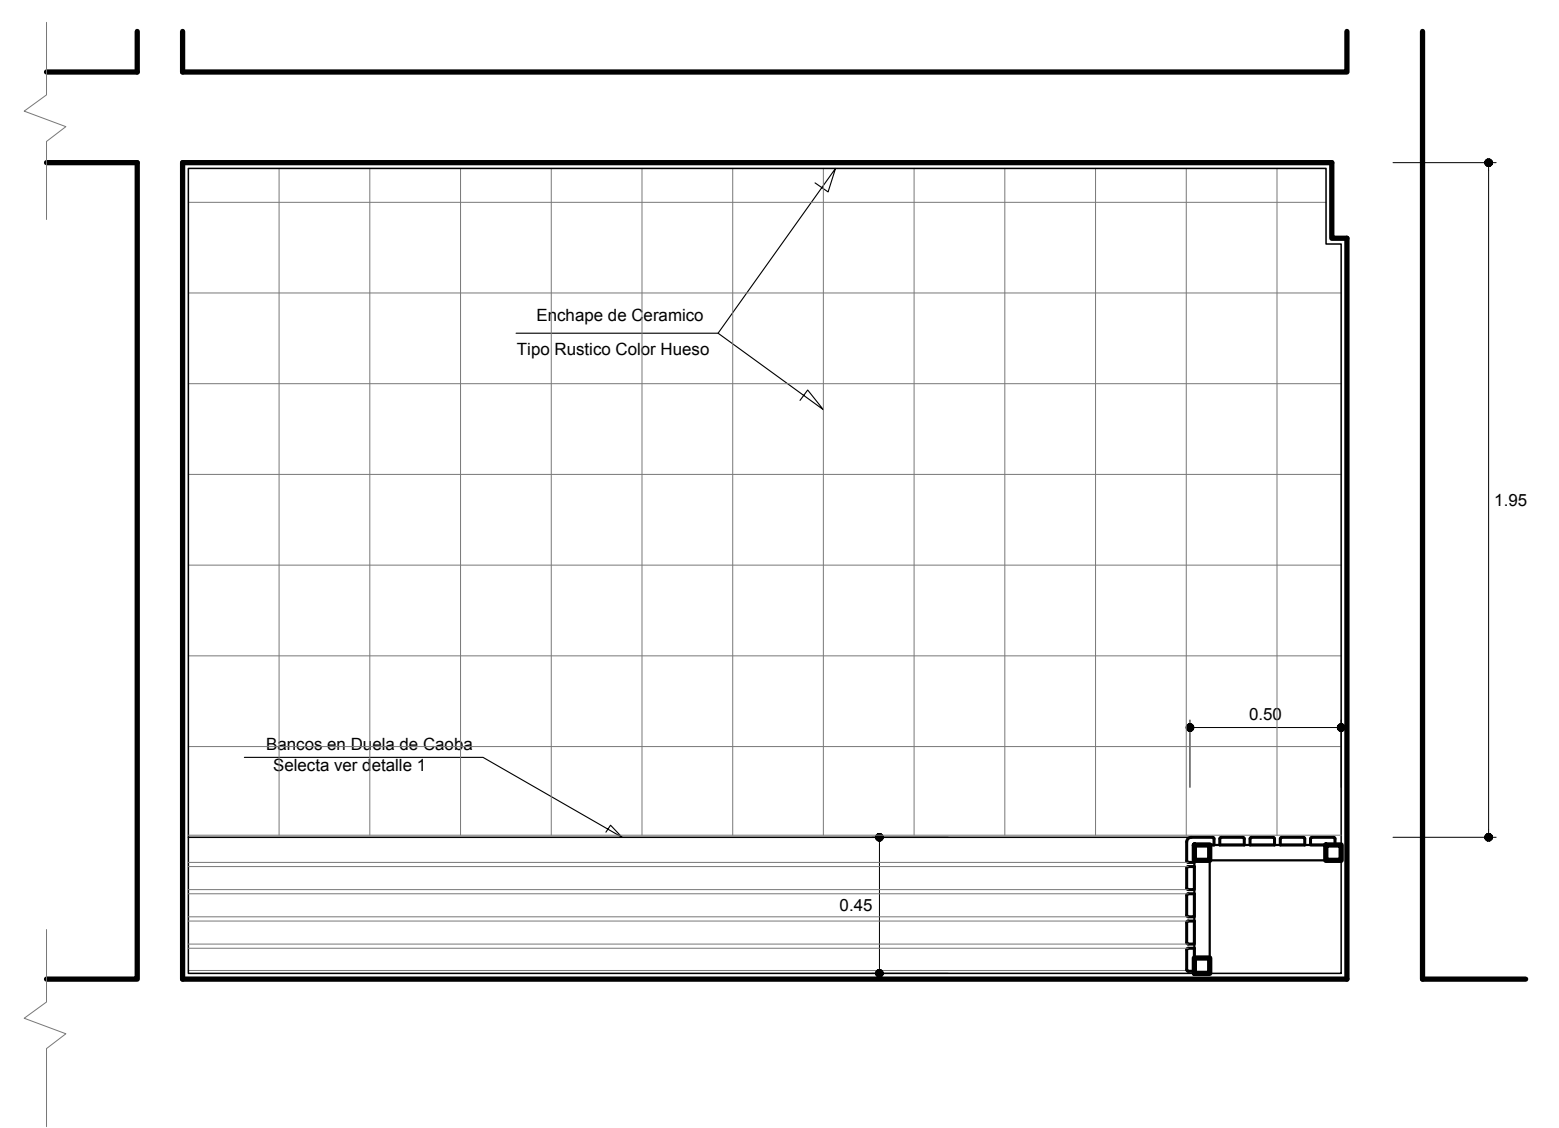 Enchape de Ceramico
Tipo Rustico Color Hueso
1.95
0.50
Bancos en Duela de Caoba
Selecta ver detalle 1
0.45